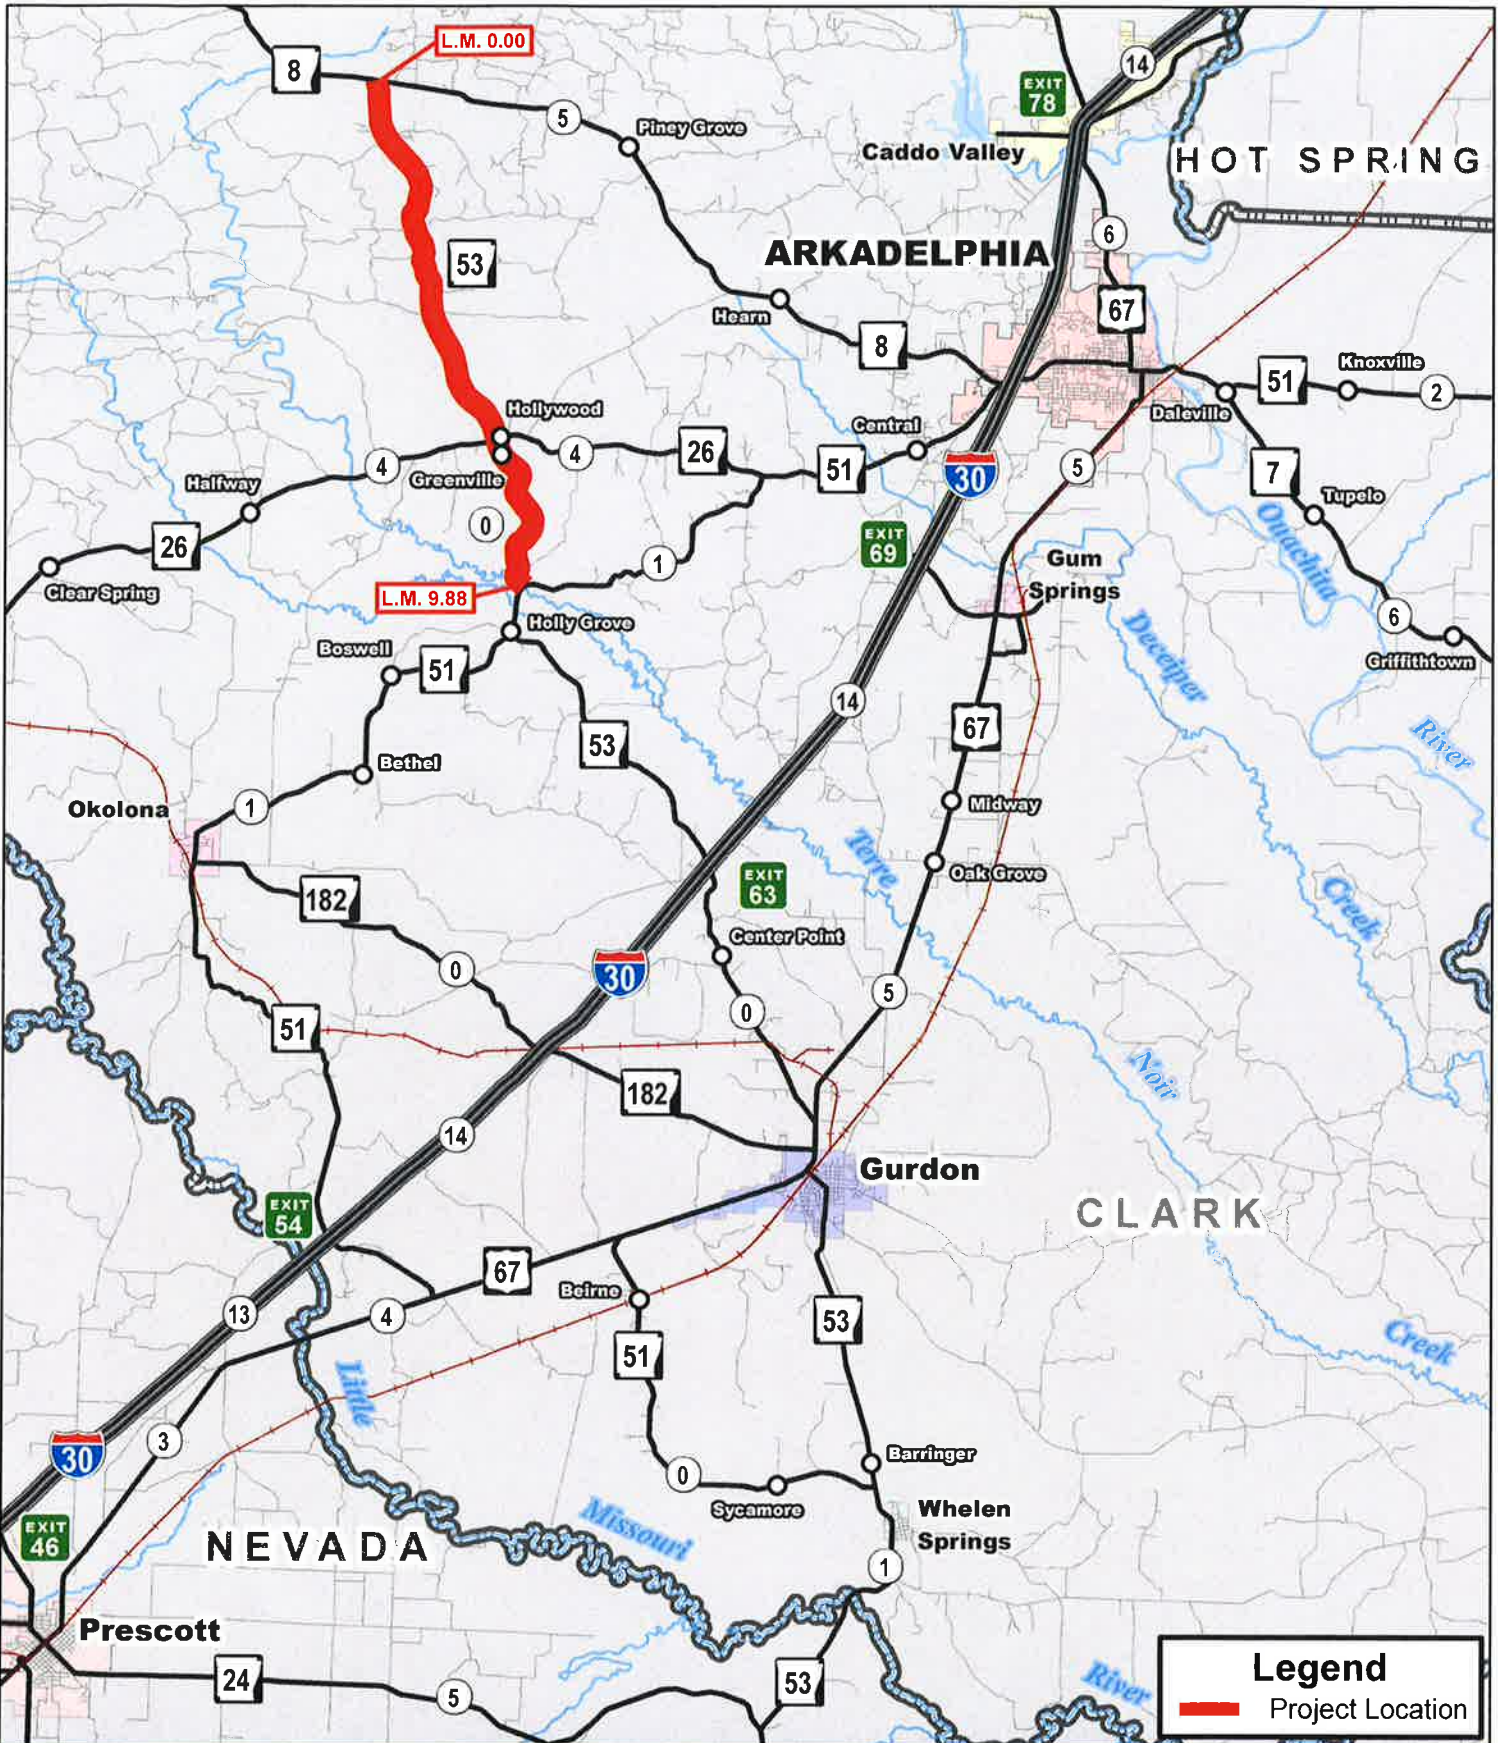 L.M. 0.00
8
14
EXIT
78
5
Piney Grove
Caddo Valley
HOT SPRING
6
ARKADELPHIA
53
Hearn
67
8
Knoxville
51
2
Hollywood
Daleville
Central
4
4
26
51
5
7
Halfway
Greenville
30
Tupelo
0
Ouachita
26
EXIT
69
1
Gum
Springs
Clear Spring
L.M. 9.88
Holly Grove
Deceiper
6
Boswell
51
Griffithtown
14
67
53
River
Bethel
Okolona
1
Midway
Terre
Oak Grove
182
EXIT
63
Creek
Center Point
0
30
5
0
51
Noir
182
14
Gurdon
EXIT
54
CLARK
67
Beirne
13
4
53
Creek
51
Little
30
3
Barringer
0
Sycamore
Whelen
Springs
Missouri
EXIT
46
NEVADA
1
Prescott
Legend
24
53
River
5
Project Location